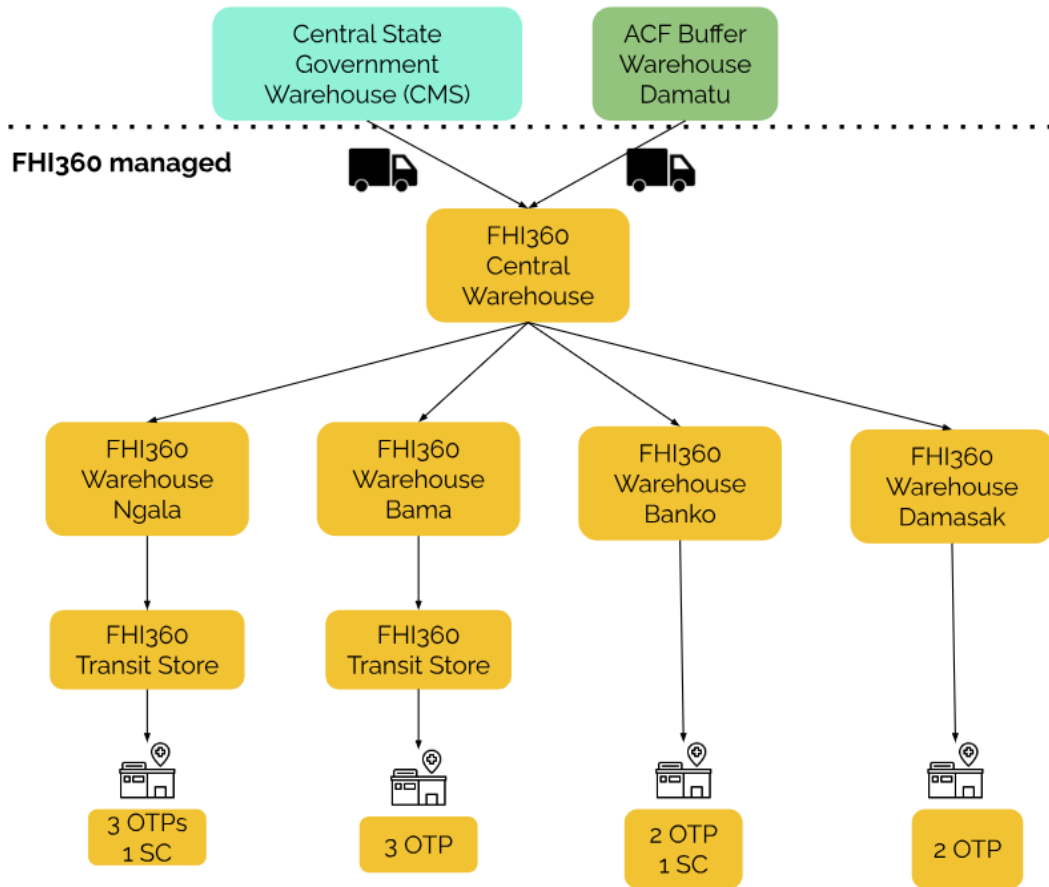 Central State
Government
Warehouse (CMS)
ACF Buffer
Warehouse
Damatu
FHI360 managed
FHI360
Central
Warehouse
FHI360
Warehouse
Ngala
FHI360
Warehouse
Bama
FHI360
Warehouse
Banko
FHI360
Warehouse
Damasak
FHI360
Transit Store
FHI360
Transit Store
3 OTPs
1 SC
3 OTP
2 OTP
1 SC
2 OTP